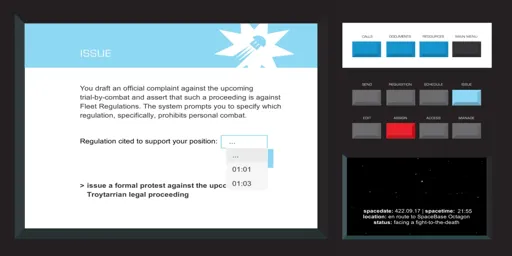 ISSUE
You draft an official complaint against the upcoming
trial-by-combat and assert that such a proceeding is against
Fleet Regulations. The system prompts you to specify which
regulation, specifically, prohibits personal combat.
Regulation cited to support your position:
...
...
01:01
01:03
> issue a formal protest against the upco
Troytarrian legal proceeding
CALLS DOCUMENTS RESOURCES MAIN MENU
SEND REQUISITION SCHEDULE ISSUE
EDIT ASSIGN ACCESS MANAGE
spacedate: 422.09.17 | spacetime: 21:55
location: en route to SpaceBase Octagon
status: facing a fight-to-the-death